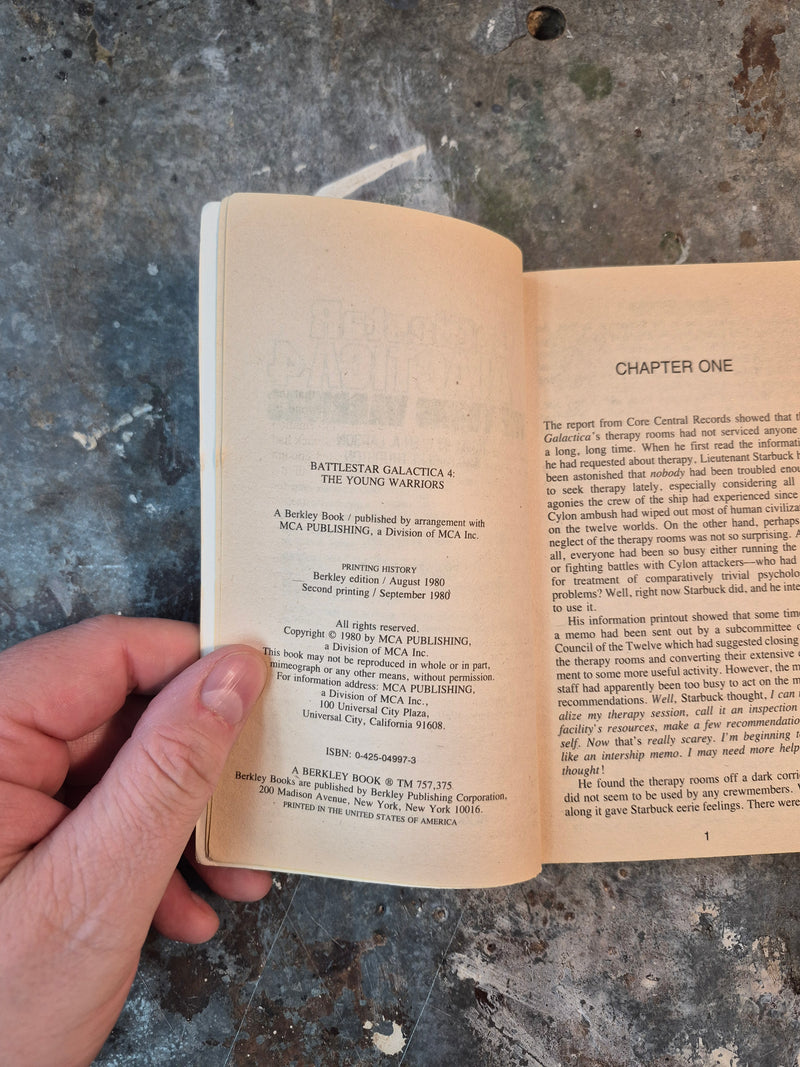 BATTLESTAR GALACTICA 4:
THE YOUNG WARRIORS
A Berkley Book / published by arrangement with
MCA PUBLISHING, a Division of MCA Inc.
PRINTING HISTORY
Berkley edition / August 1980
Second printing / September 1980
All rights reserved.
Copyright © 1980 by MCA PUBLISHING,
a Division of MCA Inc.
This book may not be reproduced in whole or in part,
mimeograph or any other means, without permission.
For information address: MCA PUBLISHING,
a Division of MCA Inc.,
100 Universal City Plaza,
Universal City, California 91608.
ISBN: 0-425-04997-3
A BERKLEY BOOK ® TM 757,375
Berkley Books are published by Berkley Publishing Corporation,
200 Madison Avenue, New York, New York 10016.
PRINTED IN THE UNITED STATES OF AMERICA
CHAPTER ONE
The report from Core Central Records showed that
Galactica's therapy rooms had not serviced anyone
a long, long time. When he first read the
he had requested about therapy, Lieutenant Starbuck
been astonished that nobody had been troubled
to seek therapy lately, especially considering all
agonies the crew of the ship had experienced since
Cylon ambush had wiped out most of human
on the twelve worlds. On the other hand, perhaps
neglect of the therapy rooms was not so surprising.
all, everyone had been so busy either running the
or fighting battles with Cylon attackers—who had
for treatment of comparatively trivial
problems? Well, right now Starbuck did, and he
to use it.
His information printout showed that some
a memo had been sent out by a subcommittee
Council of the Twelve which had suggested closing
the therapy rooms and converting their extensive
ment to some more useful activity. However, the
staff had apparently been too busy to act on the
recommendations. Well, Starbuck thought, I can
alize my therapy session, call it an inspection
facility's resources, make a few
self. Now that's really scary. I'm beginning
like an intership memo. I may need more help
thought!
He found the therapy rooms off a dark
did not seem to be used by any crewmembers.
along it gave Starbuck eerie feelings. There were
1